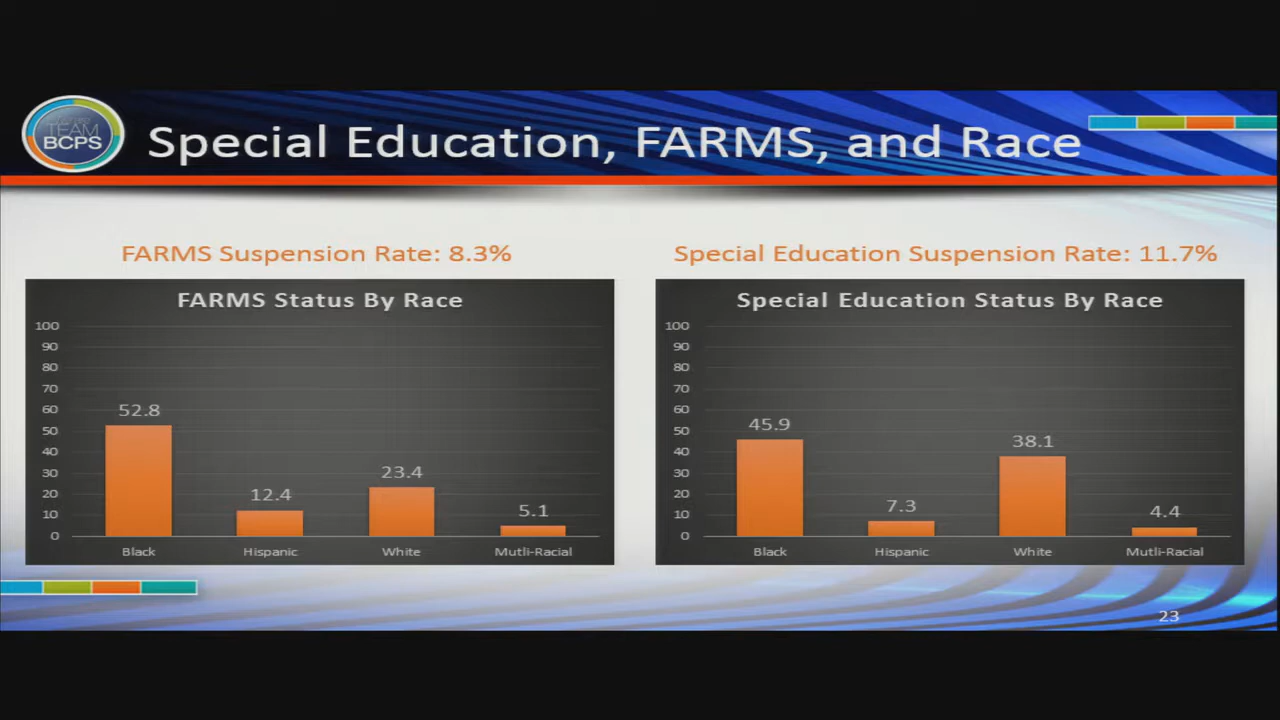 TEAM
BCPS
Special Education, FARMS, and Race
FARMS Suspension Rate: 8.3%
Special Education Suspension Rate: 11.7%
FARMS Status By Race
100
90
80
70
60
50
40
30
20
10
0
52.8
12.4
23.4
5.1
Black
Hispanic
White
Mutli-Racial
Special Education Status By Race
100
90
80
70
60
50
40
30
20
10
0
45.9
7.3
38.1
4.4
Black
Hispanic
White
Mutli-Racial
23